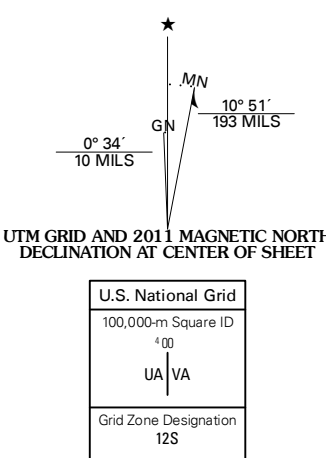 MN
GN
10° 51´
193 MILS
0° 34´
10 MILS
UTM GRID AND 2011 MAGNETIC NORTH
DECLINATION AT CENTER OF SHEET
U.S. National Grid
100,000-m Square ID
4 00
UA VA
Grid Zone Designation
12S